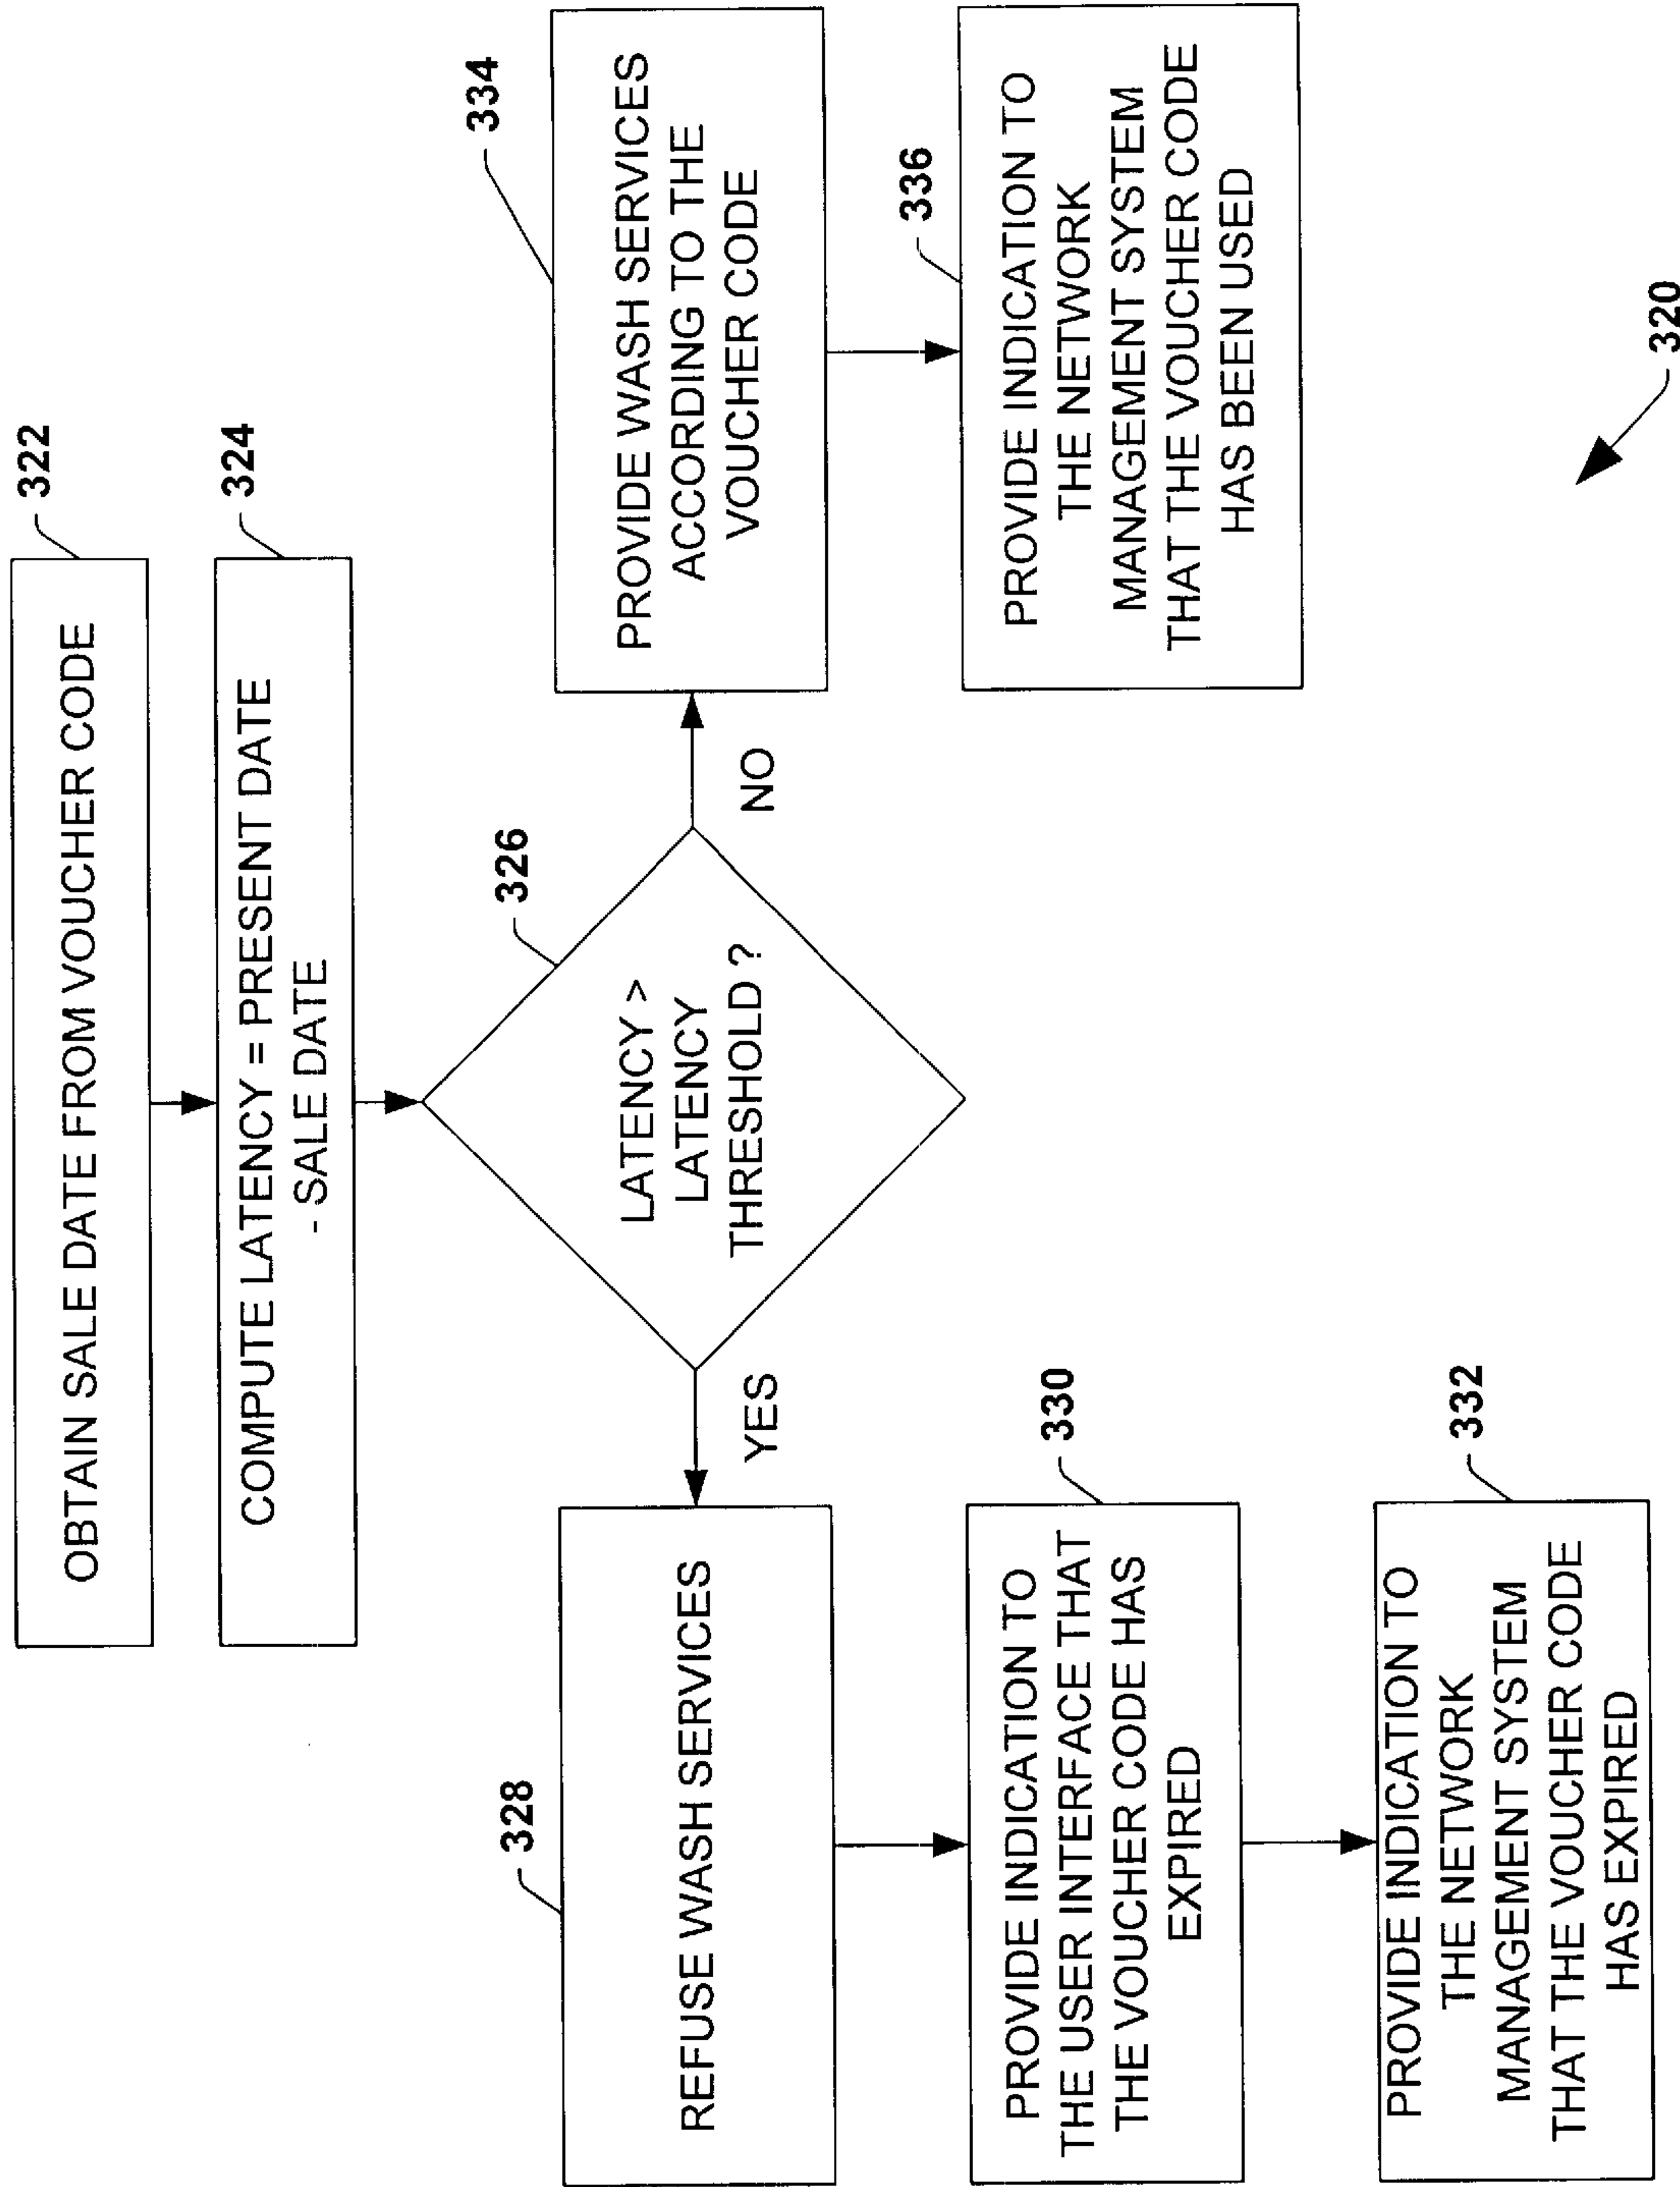 322
OBTAIN SALE DATE FROM VOUCHER CODE
324
COMPUTE LATENCY = PRESENT DATE
- SALE DATE
326
LATENCY >
LATENCY
THRESHOLD ?
YES
NO
328
REFUSE WASH SERVICES
330
PROVIDE INDICATION TO
THE USER INTERFACE THAT
THE VOUCHER CODE HAS
EXPIRED
332
PROVIDE INDICATION TO
THE NETWORK
MANAGEMENT SYSTEM
THAT THE VOUCHER CODE
HAS EXPIRED
334
PROVIDE WASH SERVICES
ACCORDING TO THE
VOUCHER CODE
336
PROVIDE INDICATION TO
THE NETWORK
MANAGEMENT SYSTEM
THAT THE VOUCHER CODE
HAS BEEN USED
320